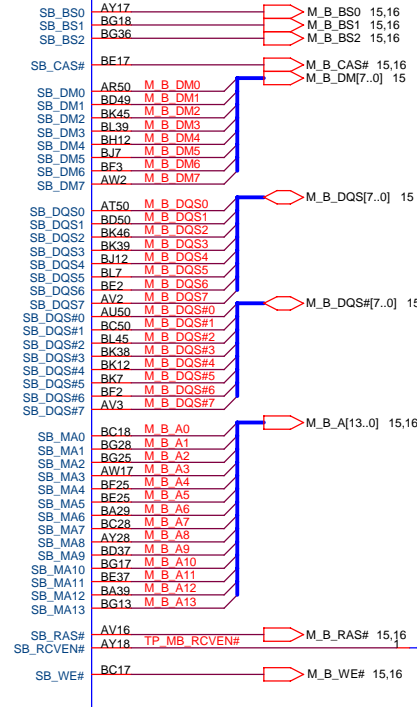 SB_BS0 AY17 M_B_BS0 15,16
SB_BS1 BG18 M_B_BS1 15,16
SB_BS2 BG36 M_B_BS2 15,16
SB_CAS# BE17 M_B_CAS# 15,16
M_B_DM[7..0] 15
SB_DM0 AR50 M_B_DM0
SB_DM1 BD49 M_B_DM1
SB_DM2 BK45 M_B_DM2
SB_DM3 BL39 M_B_DM3
SB_DM4 BH12 M_B_DM4
SB_DM5 BJ7 M_B_DM5
SB_DM6 BF3 M_B_DM6
SB_DM7 AW2 M_B_DM7
M_B_DQS[7..0] 15
SB_DQS0 AT50 M_B_DQS0
SB_DQS1 BD50 M_B_DQS1
SB_DQS2 BK46 M_B_DQS2
SB_DQS3 BK39 M_B_DQS3
SB_DQS4 BJ12 M_B_DQS4
SB_DQS5 BL7 M_B_DQS5
SB_DQS6 BE2 M_B_DQS6
SB_DQS7 AV2 M_B_DQS7
M_B_DQS#[7..0] 15
SB_DQS#0 AU50 M_B_DQS#0
SB_DQS#1 BC50 M_B_DQS#1
SB_DQS#2 BL45 M_B_DQS#2
SB_DQS#3 BK38 M_B_DQS#3
SB_DQS#4 BK12 M_B_DQS#4
SB_DQS#5 BK7 M_B_DQS#5
SB_DQS#6 BF2 M_B_DQS#6
SB_DQS#7 AV3 M_B_DQS#7
M_B_A[13..0] 15,16
SB_MA0 BC18 M_B_A0
SB_MA1 BG28 M_B_A1
SB_MA2 BG25 M_B_A2
SB_MA3 AW17 M_B_A3
SB_MA4 BF25 M_B_A4
SB_MA5 BE25 M_B_A5
SB_MA6 BA29 M_B_A6
SB_MA7 BC28 M_B_A7
SB_MA8 AY28 M_B_A8
SB_MA9 BD37 M_B_A9
SB_MA10 BG17 M_B_A10
SB_MA11 BE37 M_B_A11
SB_MA12 BA39 M_B_A12
SB_MA13 BG13 M_B_A13
SB_RAS# AV16 M_B_RAS# 15,16
SB_RCVEN# AY18 TP_MB_RCVEN# 1
SB_WE# BC17 M_B_WE# 15,16